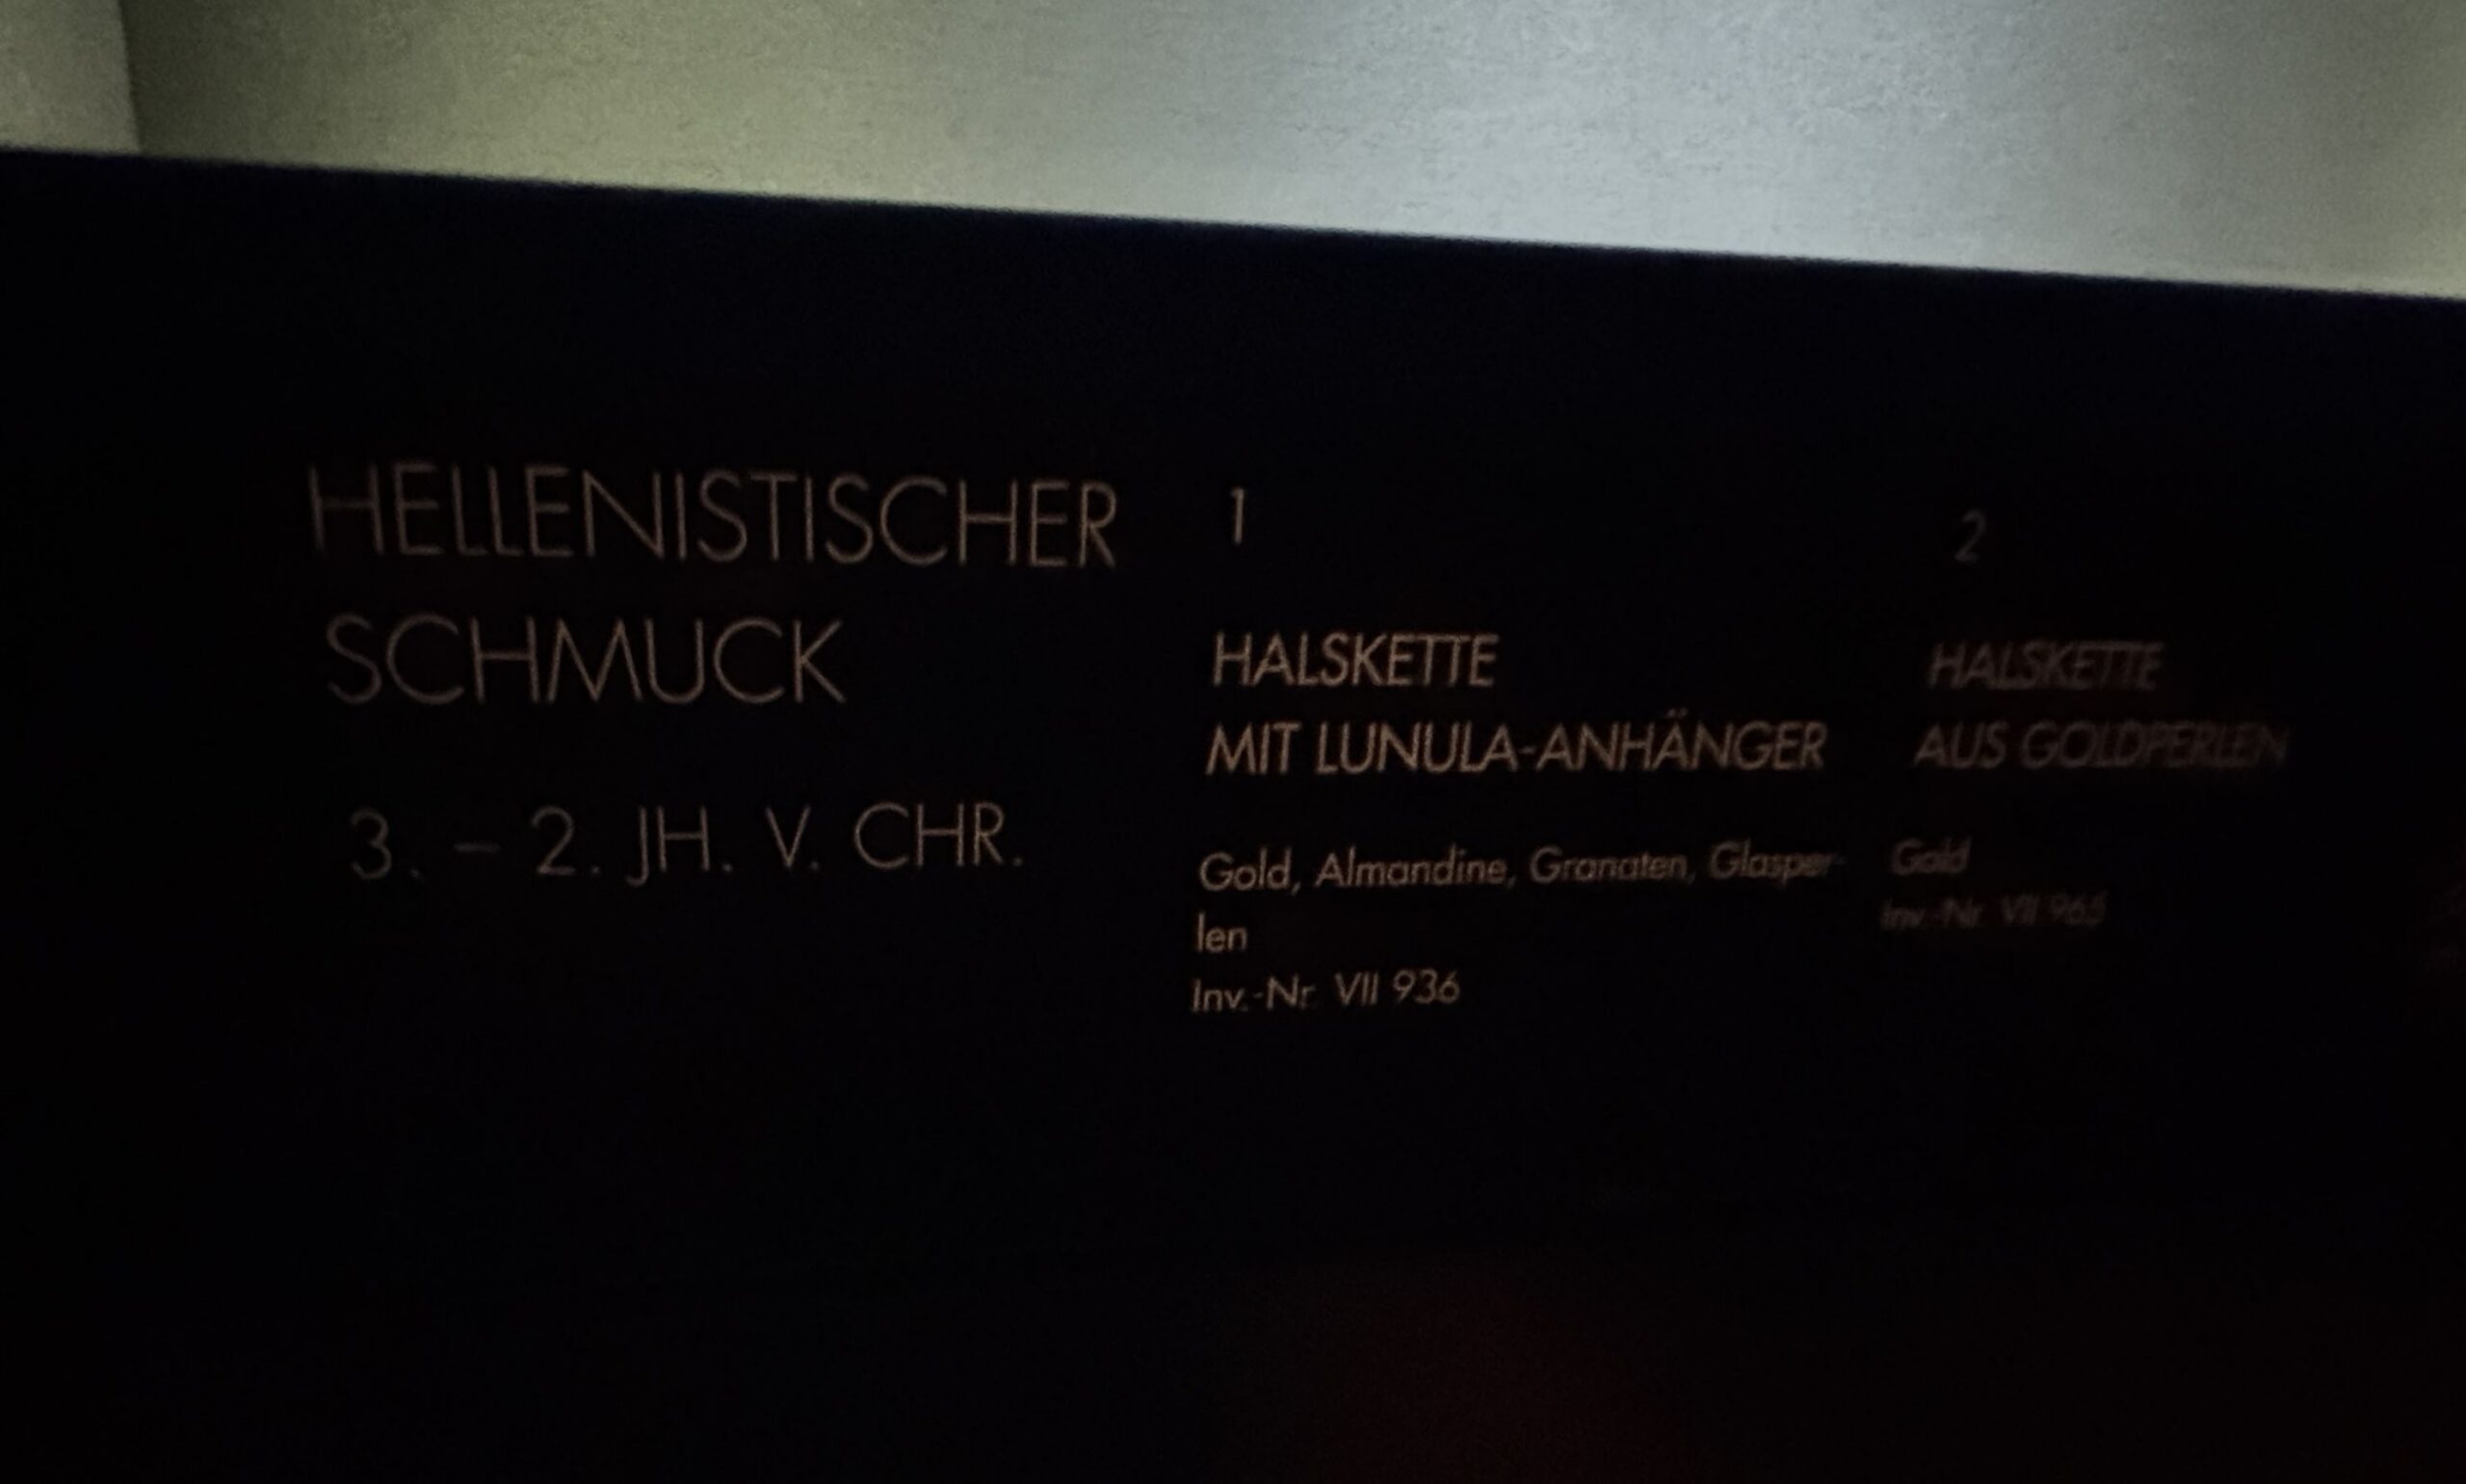 HELLENISTISCHER
SCHMUCK
3. – 2. JH. V. CHR.
1
HALSKETTE
MIT LUNULA-ANHÄNGER
Gold, Almandine, Granaten, Glasper-
len
Inv.-Nr. VII 936
2
HALSKETTE
AUS GOLDPERLEN
Gold
Inv.-Nr. VII 965